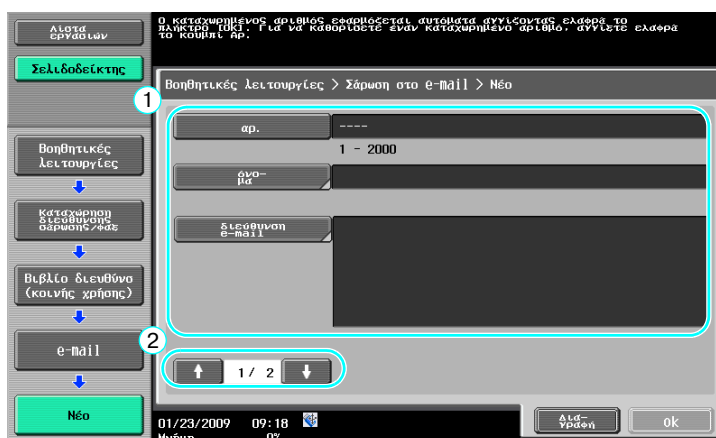 Λίστα
εργασιών
Ο καταχωρημένος αριθμός εφαρμόζεται αυτόματα αγγίζοντας ελαφρά το
πλήκτρο [OK]. Για να καθορίσετε έναν καταχωρημένο αριθμό, αγγίξτε ελαφρά
το κουμπί Αρ.
Σελιδοδείκτης
Βοηθητικές λειτουργίες > Σάρωση στο e-mail > Νέο
1
αρ.
----
1 - 2000
Βοηθητικές
λειτουργίες
όνο-
μα
Καταχώρηση
διεύθυνσης
σάρωσης/φαξ
διεύθυνση
e-mail
Βιβλίο διευθύνσ
(κοινής χρήσης)
2
e-mail
1/ 2
Νέο
01/23/2009 09:18
Δια-
γραφή
ok
Μνήμη 0%